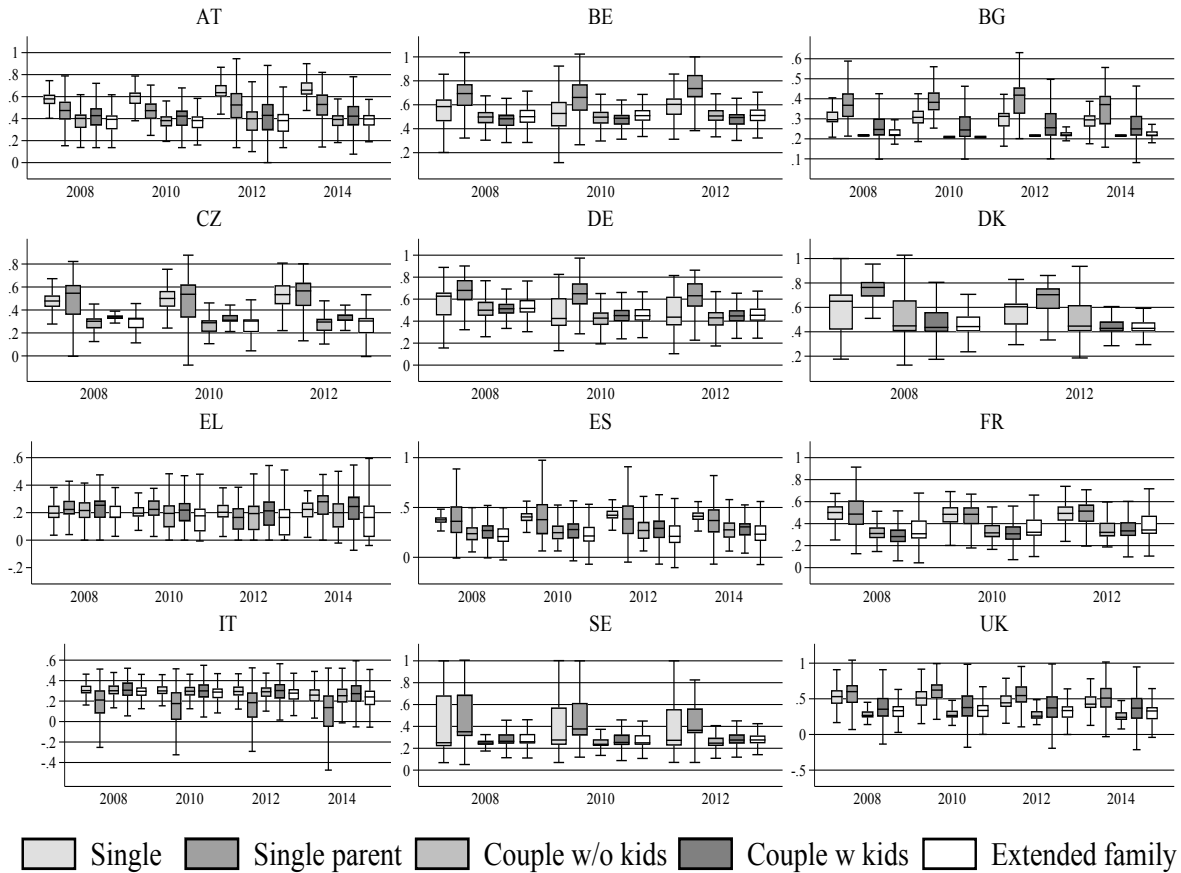 AT
1
.8
.6
.4
.2
0
2008 2010 2012 2014
BE
1
.8
.6
.4
.2
2008 2010 2012
BG
.6
.5
.4
.3
.2
.1
2008 2010 2012 2014
CZ
.8
.6
.4
.2
0
2008 2010 2012
DE
1
.8
.6
.4
.2
0
2008 2010 2012
DK
1
.8
.6
.4
.2
2008 2012
EL
.6
.4
.2
0
-.2
2008 2010 2012 2014
ES
1
.5
0
2008 2010 2012 2014
FR
1
.8
.6
.4
.2
0
2008 2010 2012
IT
.6
.4
.2
0
-.2
-.4
2008 2010 2012 2014
SE
1
.8
.6
.4
.2
0
2008 2010 2012
UK
1
.5
0
-.5
2008 2010 2012 2014
Single Single parent Couple w/o kids Couple w kids Extended family